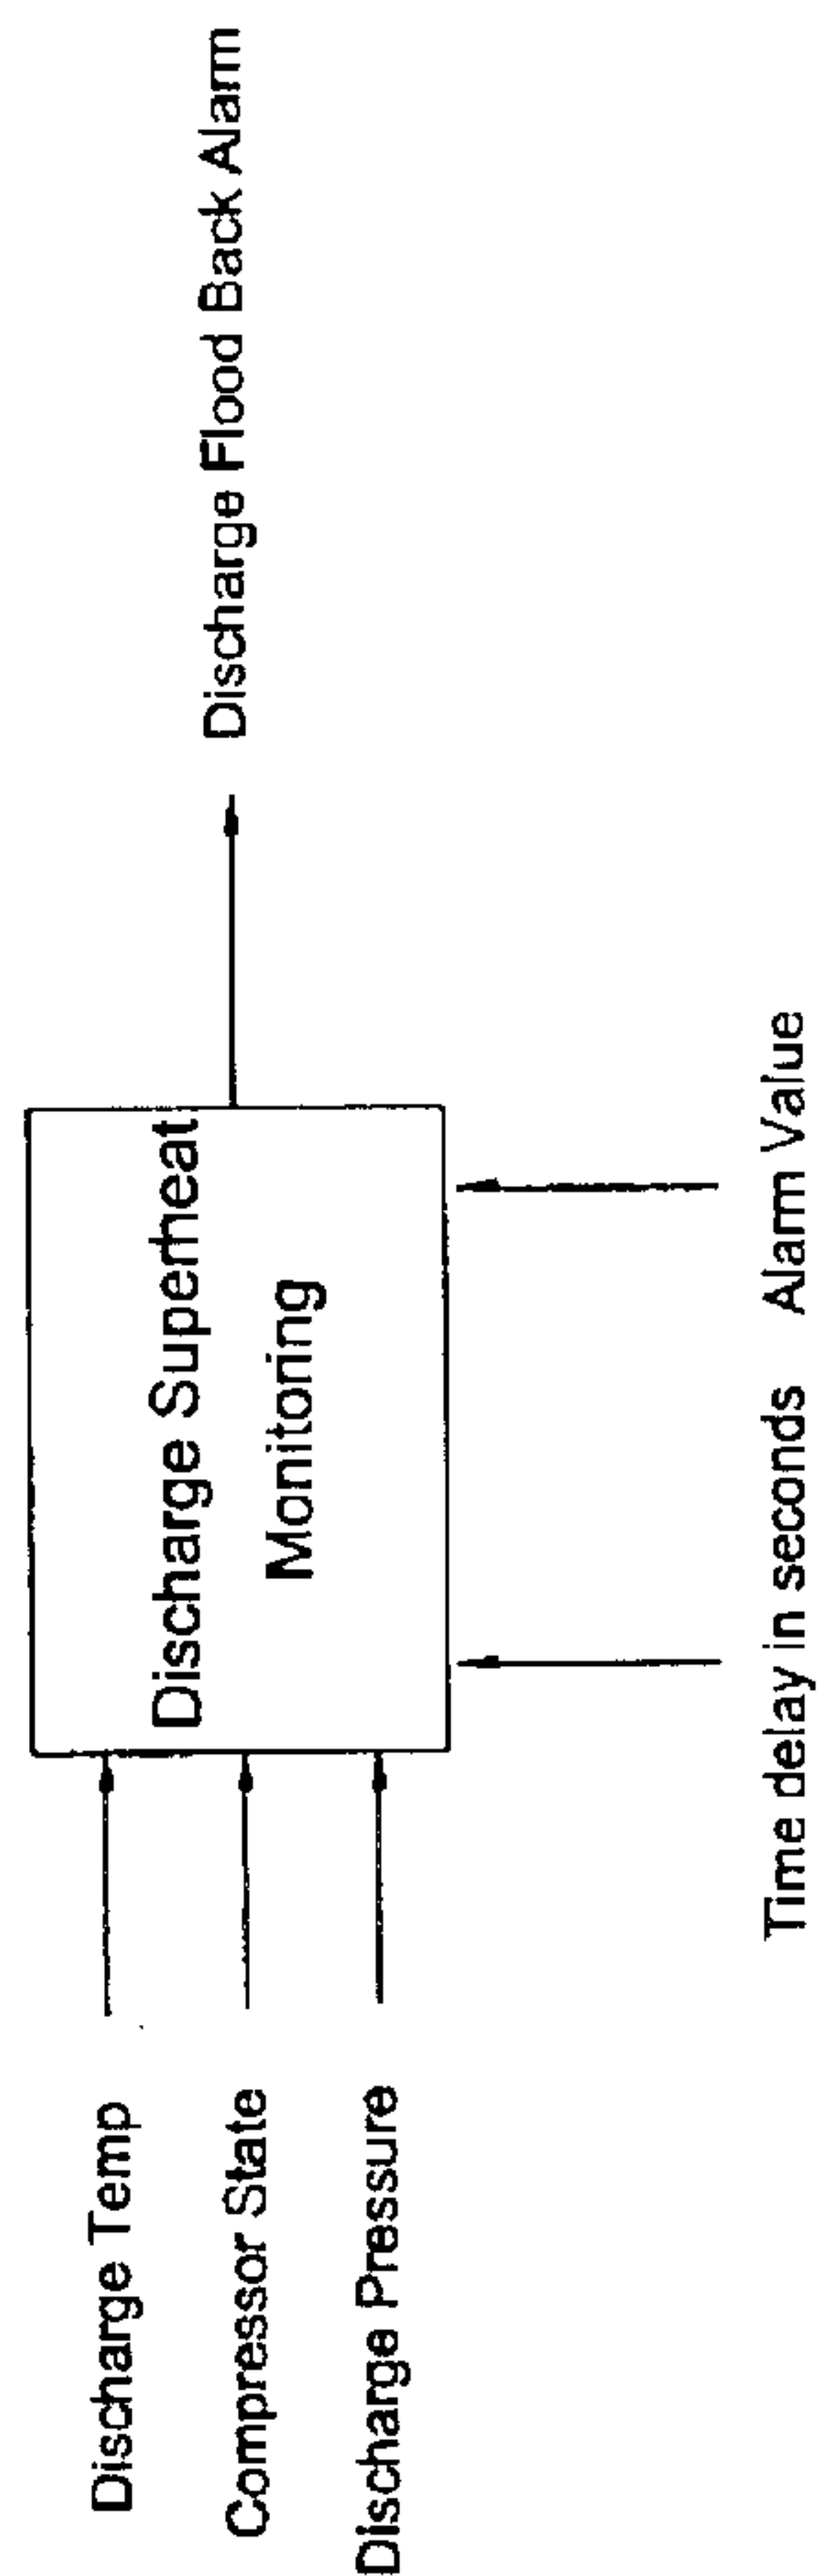 Discharge Temp
Compressor State
Discharge Pressure
Discharge Superheat
Monitoring
Discharge Flood Back Alarm
Time delay in seconds
Alarm Value